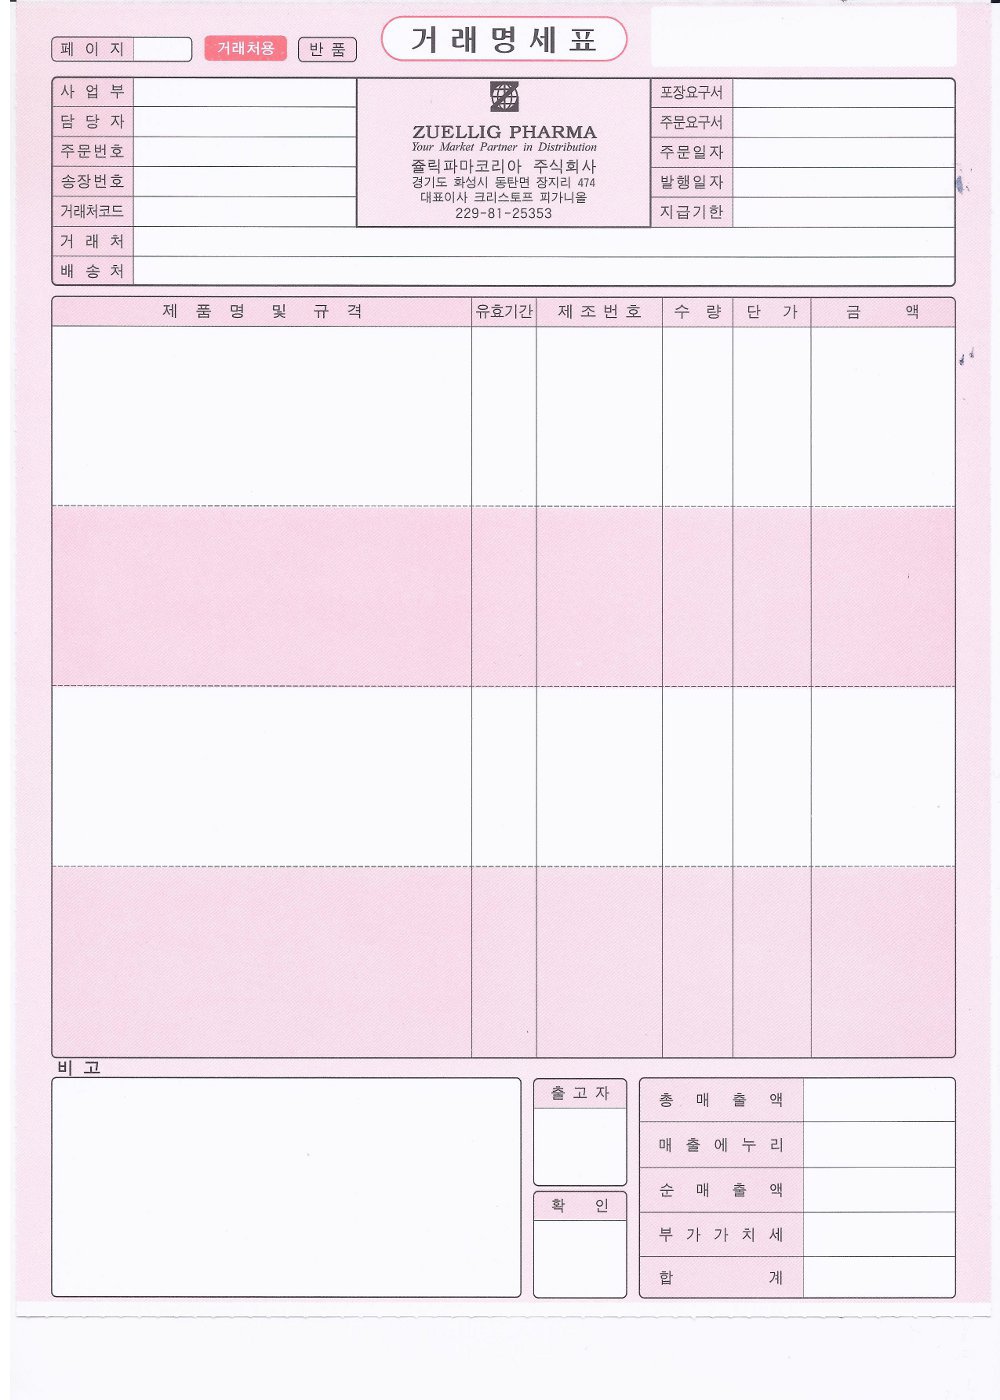 페 이 지 거래처용 반 품 거 래 명 세 표
사 업 부
담 당 자
주문번호
송장번호
거래처코드
거 래 처
배 송 처
ZUELLIG PHARMA
Your Market Partner in Distribution
쥴릭파마코리아 주식회사
경기도 화성시 동탄면 장지리 474
대표이사 크리스토프 피가니올
229-81-25353
포장요구서
주문요구서
주문일자
발행일자
지급기한
제 품 명 및 규 격 유효기간 제 조 번 호 수 량 단 가 금 액
비 고
출 고 자
확 인
총 매 출 액
매 출 에 누 리
순 매 출 액
부 가 가 치 세
합 계